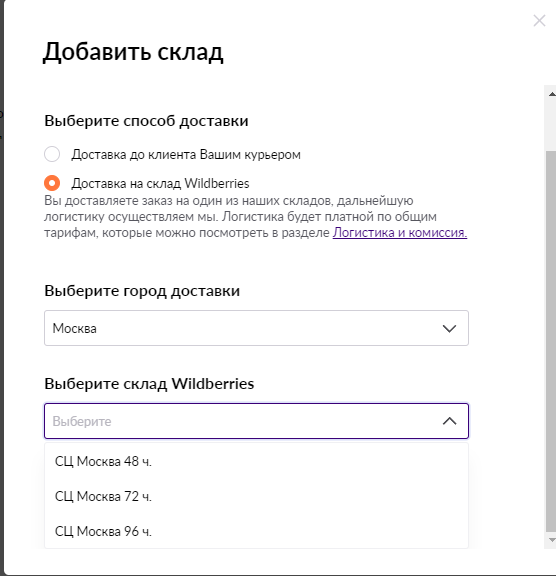 Добавить склад
Выберите способ доставки
Доставка до клиента Вашим курьером
Доставка на склад Wildberries
Вы доставляете заказ на один из наших складов, дальнейшую
логистику осуществляем мы. Логистика будет платной по общим
тарифам, которые можно посмотреть в разделе Логистика и комиссия.
Выберите город доставки
Москва
Выберите склад Wildberries
Выберите
СЦ Москва 48 ч.
СЦ Москва 72 ч.
СЦ Москва 96 ч.